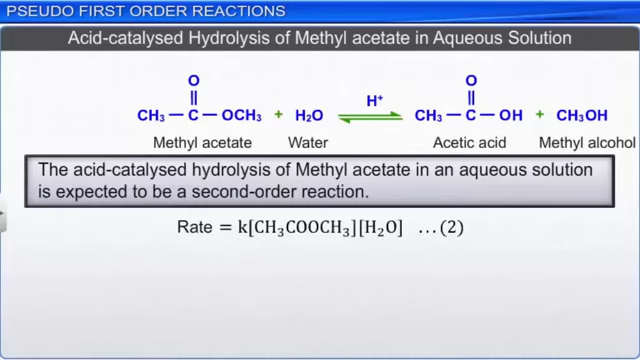 PSEUDO FIRST ORDER REACTIONS
Acid-catalysed Hydrolysis of Methyl acetate in Aqueous Solution
O O
|| H⁺ ||
CH₃ — C — OCH₃ + H₂O ⇌ CH₃ — C — OH + CH₃OH
Methyl acetate Water Acetic acid Methyl alcohol
The acid-catalysed hydrolysis of Methyl acetate in an aqueous solution
is expected to be a second-order reaction.
Rate = k[CH₃COOCH₃][H₂O] ...(2)